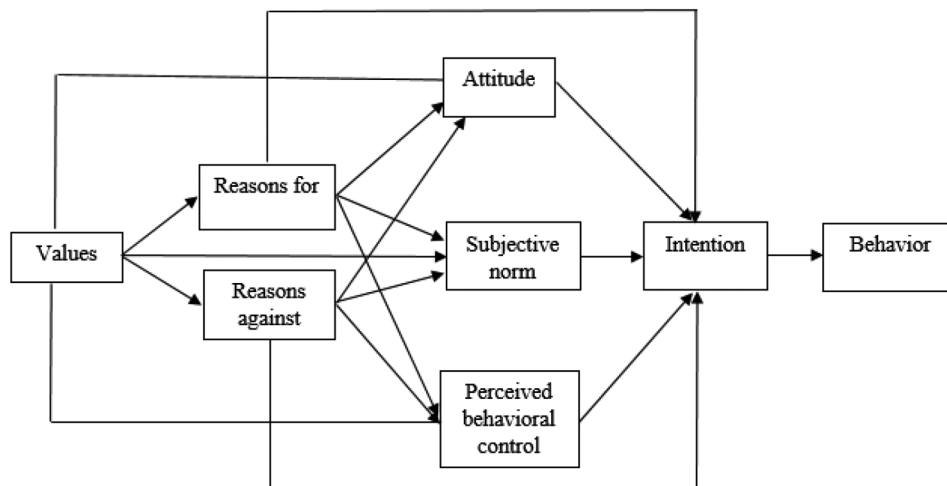 Attitude
Reasons for
Values
Subjective
norm
Intention
Behavior
Reasons
against
Perceived
behavioral
control